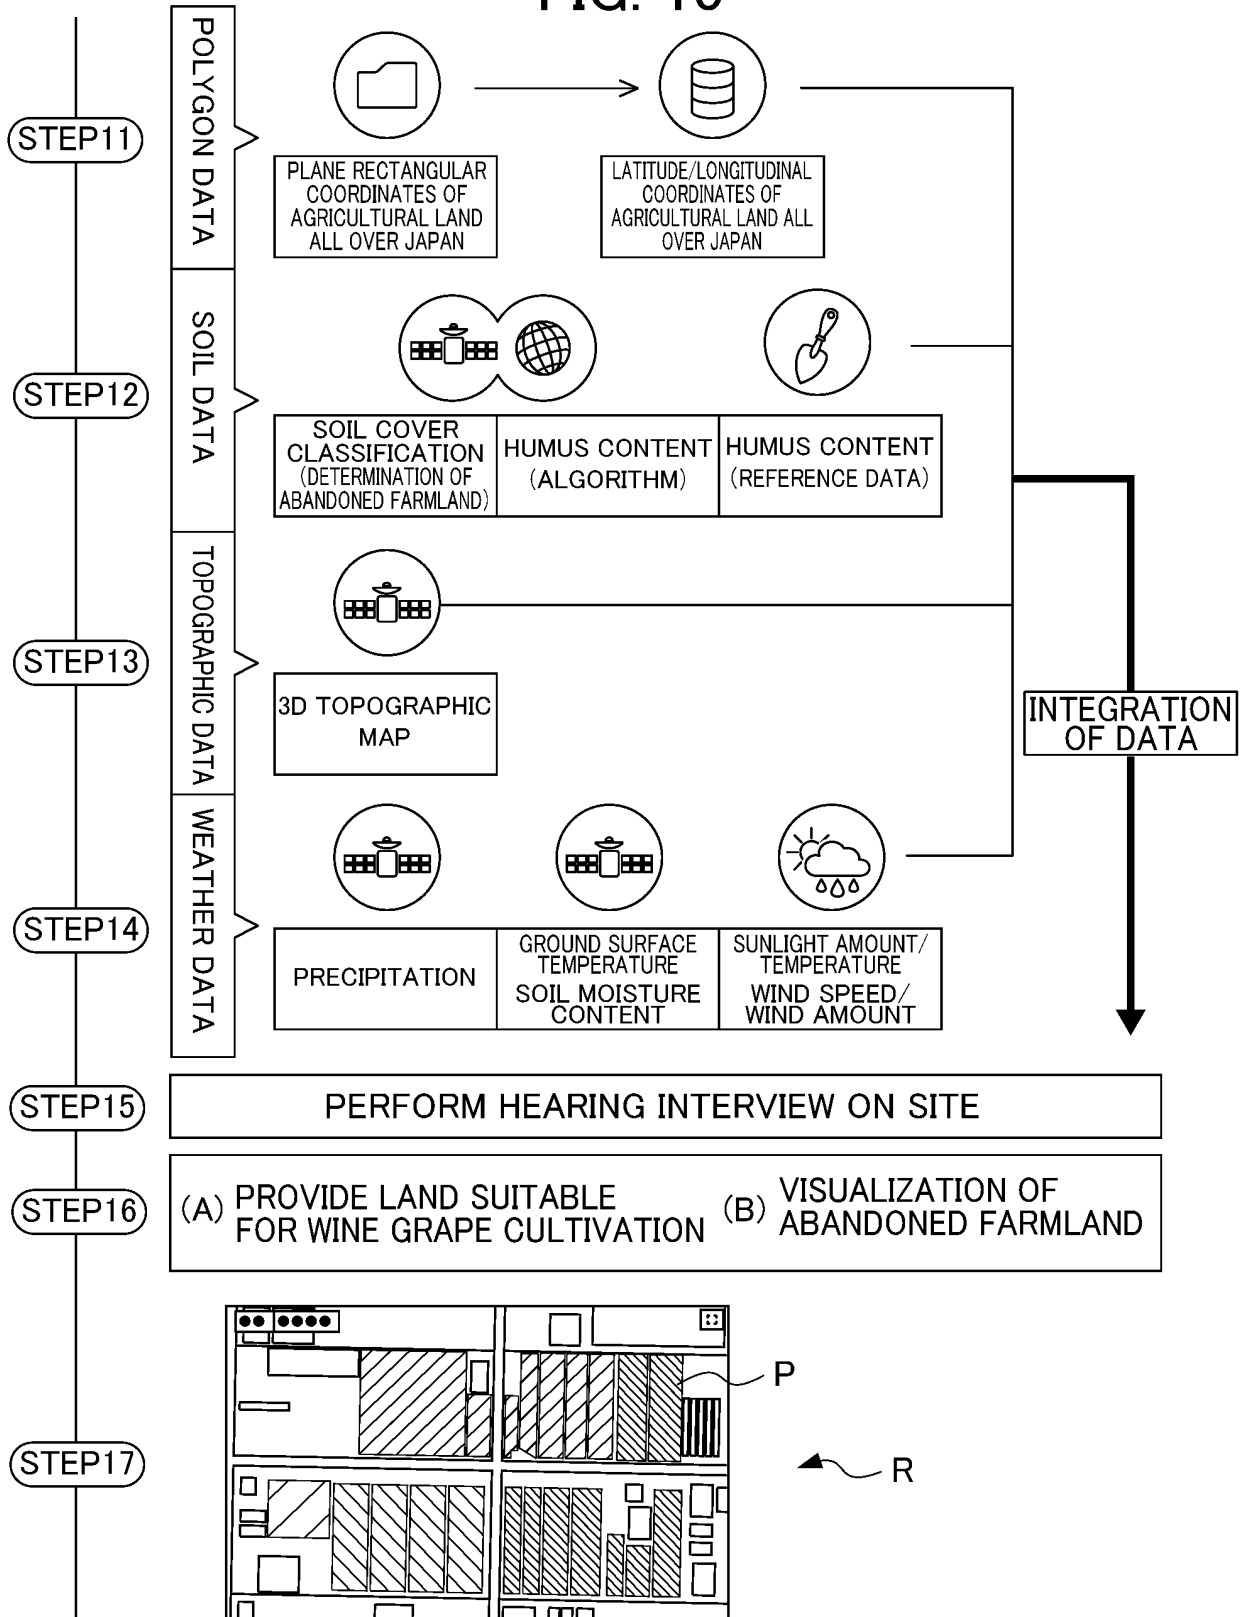 STEP11
POLYGON DATA
PLANE RECTANGULAR
COORDINATES OF
AGRICULTURAL LAND
ALL OVER JAPAN
LATITUDE/LONGITUDINAL
COORDINATES OF
AGRICULTURAL LAND ALL
OVER JAPAN
STEP12
SOIL DATA
SOIL COVER
CLASSIFICATION
(DETERMINATION OF
ABANDONED FARMLAND)
HUMUS CONTENT
(ALGORITHM)
HUMUS CONTENT
(REFERENCE DATA)
STEP13
TOPOGRAPHIC DATA
3D TOPOGRAPHIC
MAP
INTEGRATION
OF DATA
STEP14
WEATHER DATA
PRECIPITATION
GROUND SURFACE
TEMPERATURE
SOIL MOISTURE
CONTENT
SUNLIGHT AMOUNT/
TEMPERATURE
WIND SPEED/
WIND AMOUNT
STEP15
PERFORM HEARING INTERVIEW ON SITE
STEP16
(A) PROVIDE LAND SUITABLE
FOR WINE GRAPE CULTIVATION
(B) VISUALIZATION OF
ABANDONED FARMLAND
STEP17
P
R